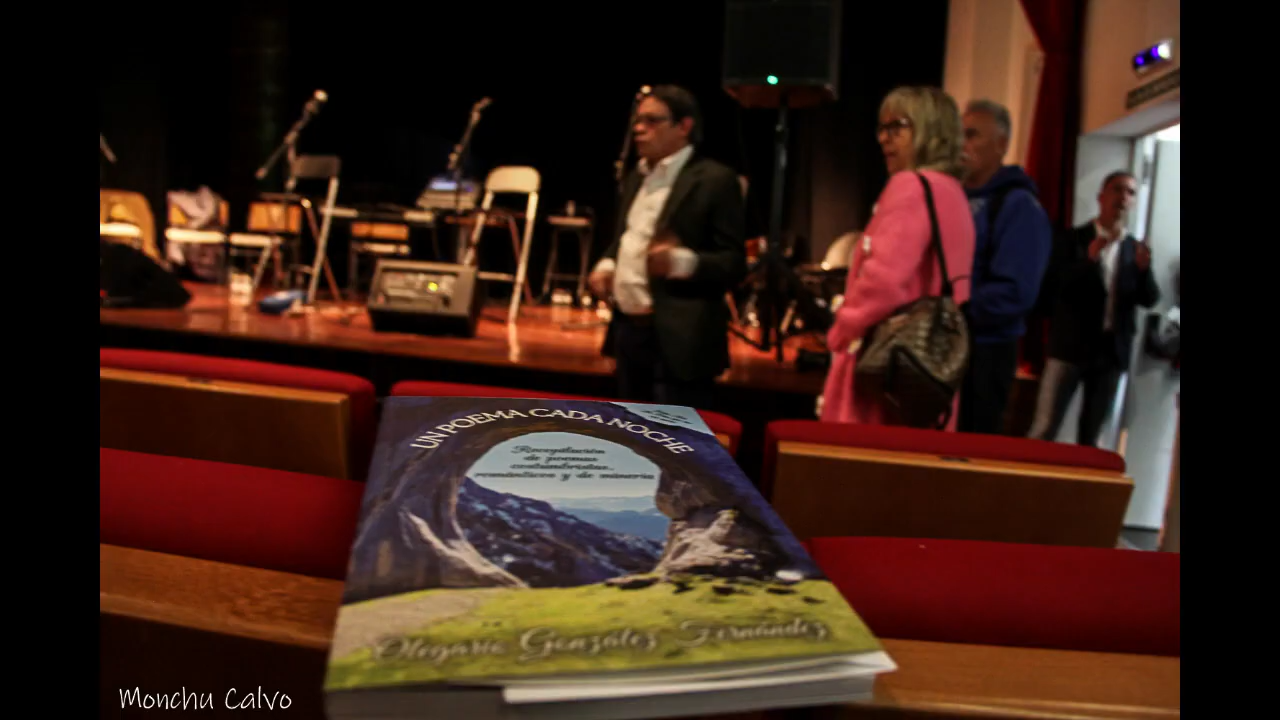 UN POEMA CADA NOCHE
Recopilación
de poemas
costumbristas,
románticos y de minería
Olegario González Fernández
Monchu Calvo